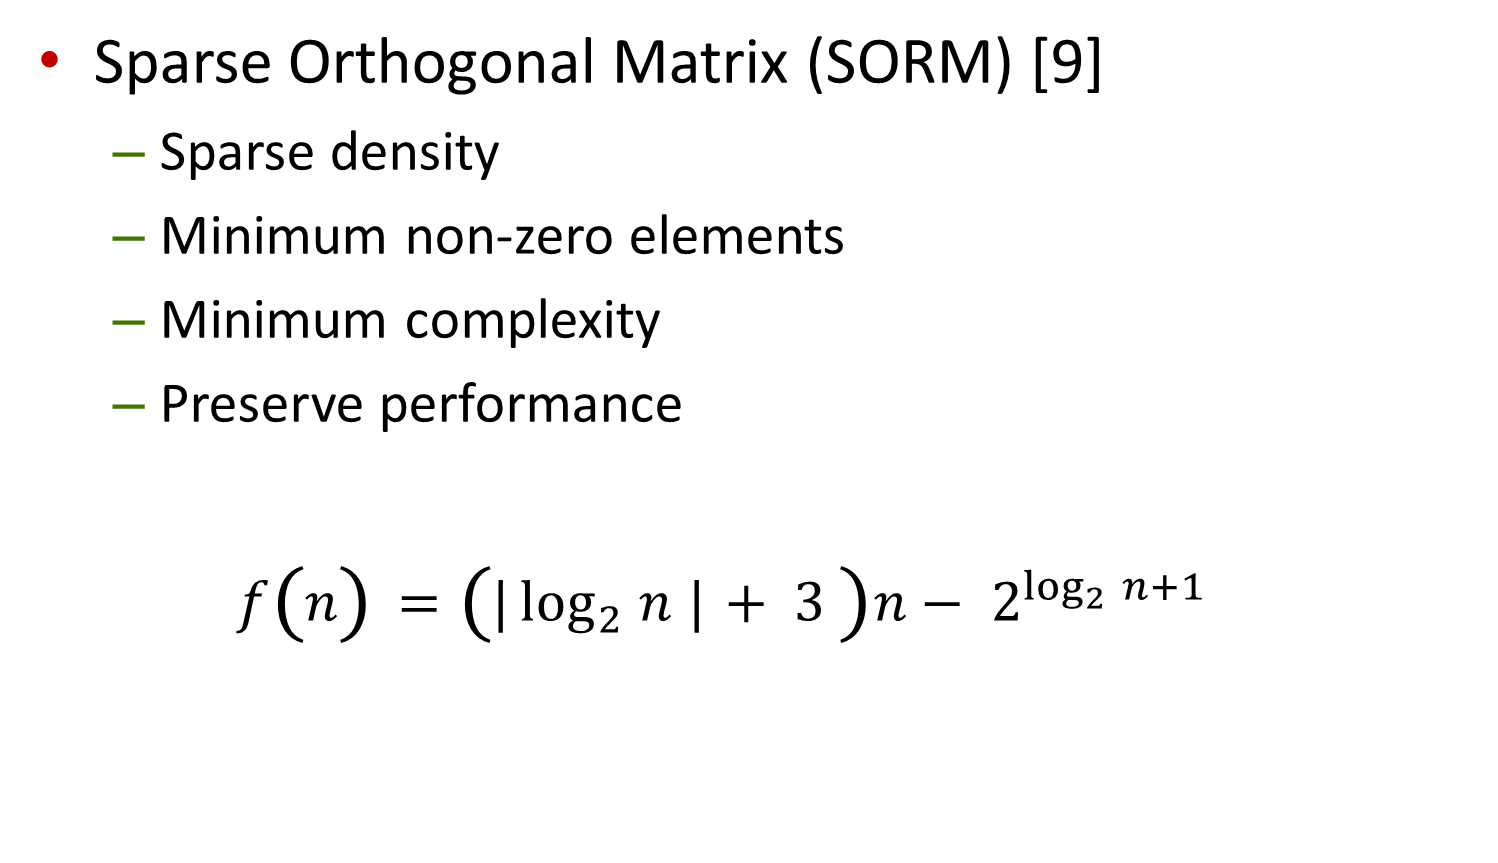 • Sparse Orthogonal Matrix (SORM) [9]
– Sparse density
– Minimum non-zero elements
– Minimum complexity
– Preserve performance
𝑓(𝑛) = (| log₂ 𝑛 | + 3 )𝑛 − 2^{log₂ 𝑛+1}